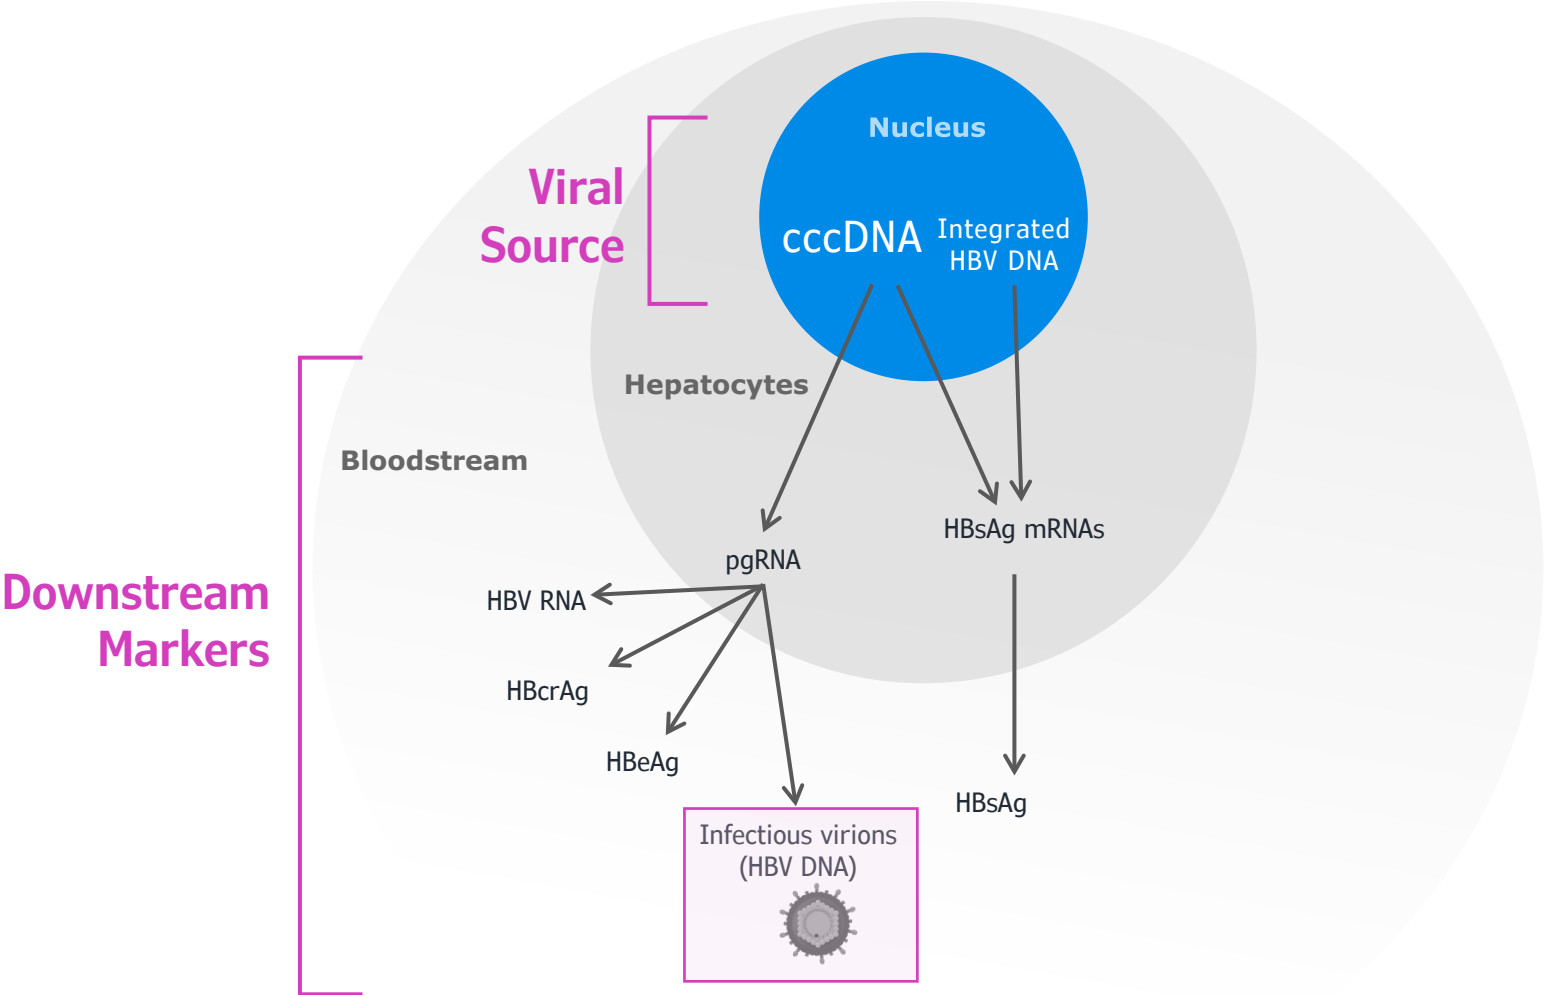 Nucleus
Viral
Source
cccDNA
Integrated
HBV DNA
Hepatocytes
Bloodstream
HBsAg mRNAs
pgRNA
Downstream
Markers
HBV RNA
HBcrAg
HBeAg
HBsAg
Infectious virions
(HBV DNA)